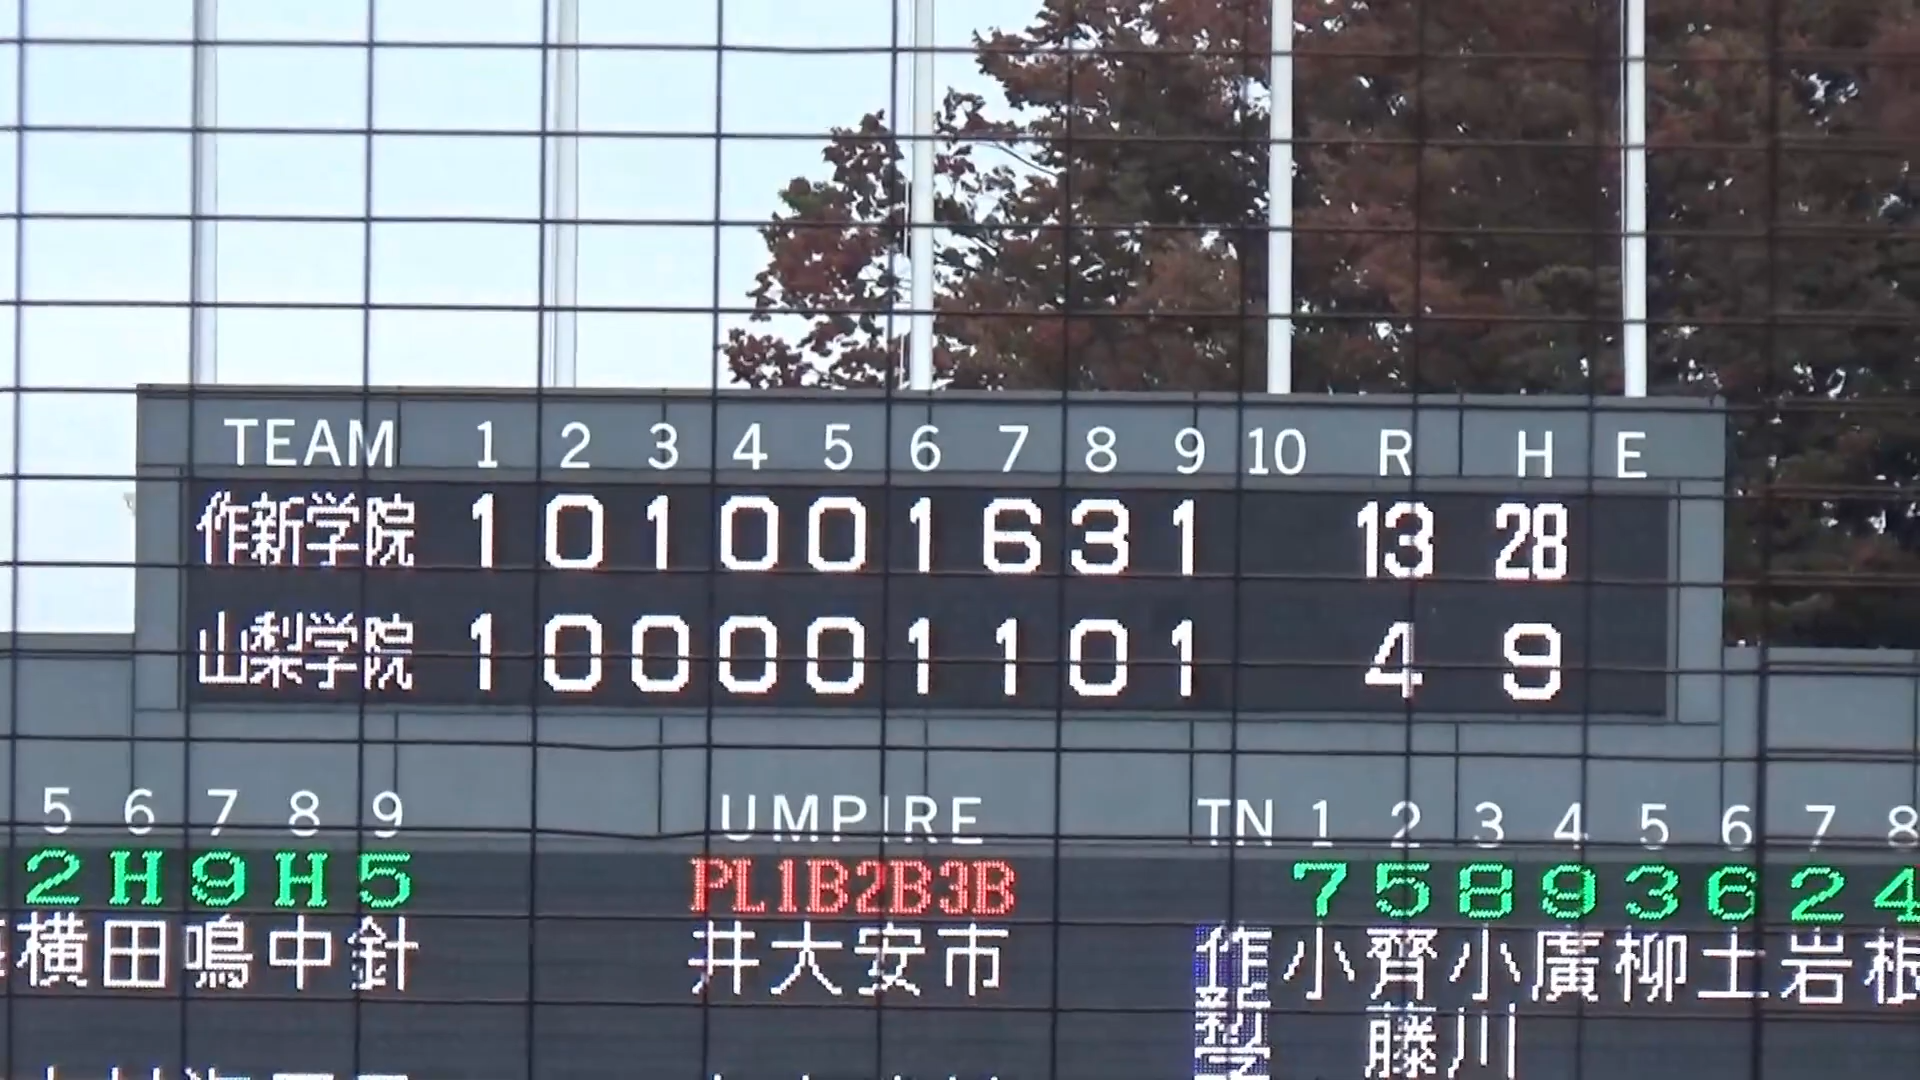 TEAM 1 2 3 4 5 6 7 8 9 10 R H E
作新学院 1 0 1 0 0 1 6 3 1 13 28
山梨学院 1 0 0 0 0 1 1 0 1 4 9
5 6 7 8 9 UMPIRE TN 1 2 3 4 5 6 7 8
2 H 9 H 5 PL 1B 2B 3B 7 5 8 9 3 6 2 4
横 田 鳴 中 針 井 大 安 市 作 小 齊 小 廣 柳 土 岩 根
新 藤 川
学